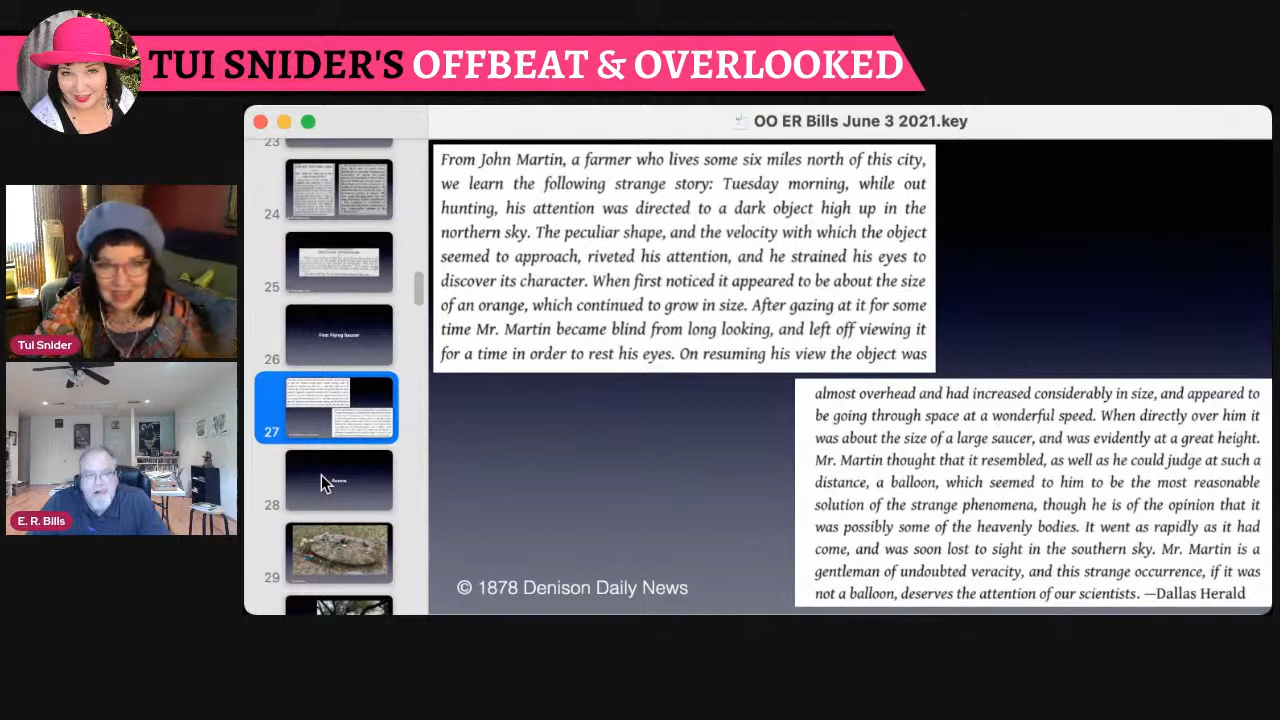 TUI SNIDER'S OFFBEAT & OVERLOOKED
OO ER Bills June 3 2021.key
23
24
25
First Flying Saucer
26
27
28
29
From John Martin, a farmer who lives some six miles north of this city,
we learn the following strange story: Tuesday morning, while out
hunting, his attention was directed to a dark object high up in the
northern sky. The peculiar shape, and the velocity with which the object
seemed to approach, riveted his attention, and he strained his eyes to
discover its character. When first noticed it appeared to be about the size
of an orange, which continued to grow in size. After gazing at it for some
time Mr. Martin became blind from long looking, and left off viewing it
for a time in order to rest his eyes. On resuming his view the object was
almost overhead and had increased considerably in size, and appeared to
be going through space at a wonderful speed. When directly over him it
was about the size of a large saucer, and was evidently at a great height.
Mr. Martin thought that it resembled, as well as he could judge at such a
distance, a balloon, which seemed to him to be the most reasonable
solution of the strange phenomena, though he is of the opinion that it
was possibly some of the heavenly bodies. It went as rapidly as it had
come, and was soon lost to sight in the southern sky. Mr. Martin is a
gentleman of undoubted veracity, and this strange occurrence, if it was
not a balloon, deserves the attention of our scientists. —Dallas Herald
© 1878 Denison Daily News
Tui Snider
E. R. Bills